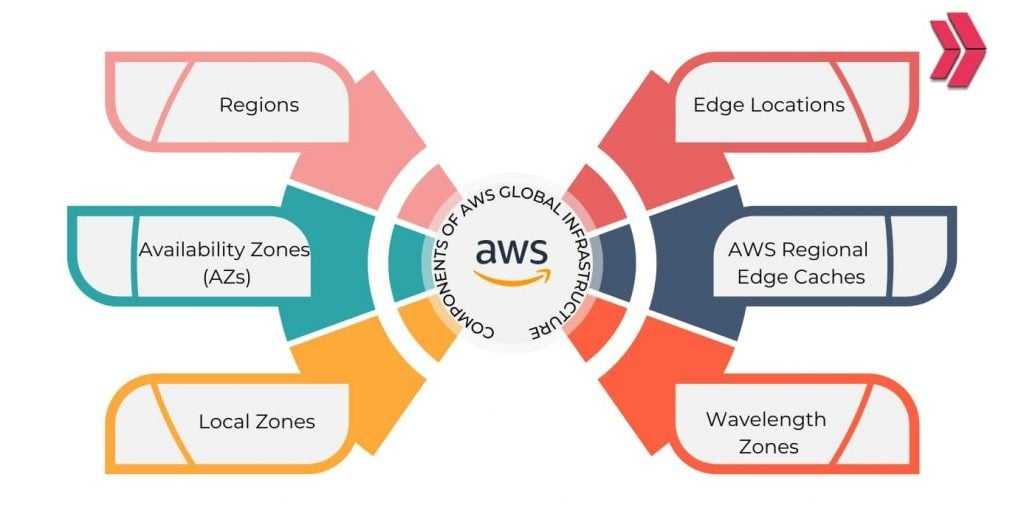 Regions
Availability Zones
(AZs)
Local Zones
COMPONENTS OF AWS GLOBAL INFRASTRUCTURE
aws
Edge Locations
AWS Regional
Edge Caches
Wavelength
Zones